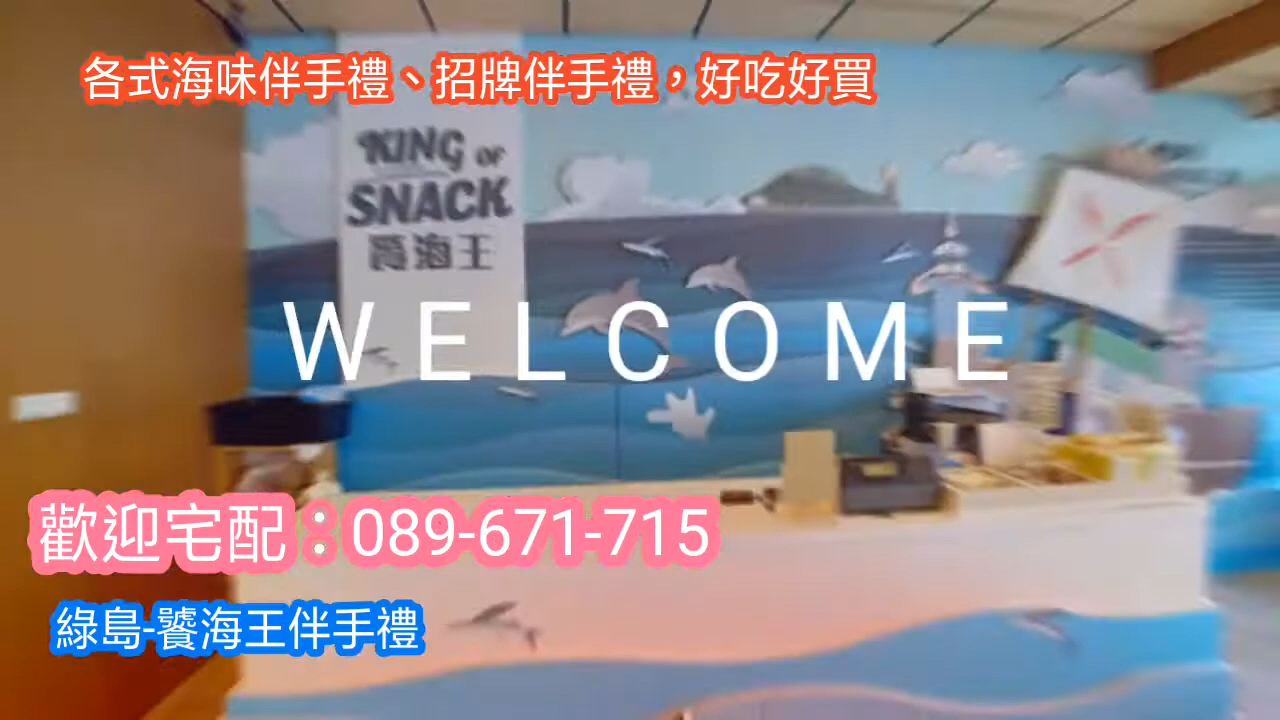 各式海味伴手禮、招牌伴手禮，好吃好買
KING OF
SNACK
饕海王
WELCOME
歡迎宅配：089-671-715
綠島-饕海王伴手禮